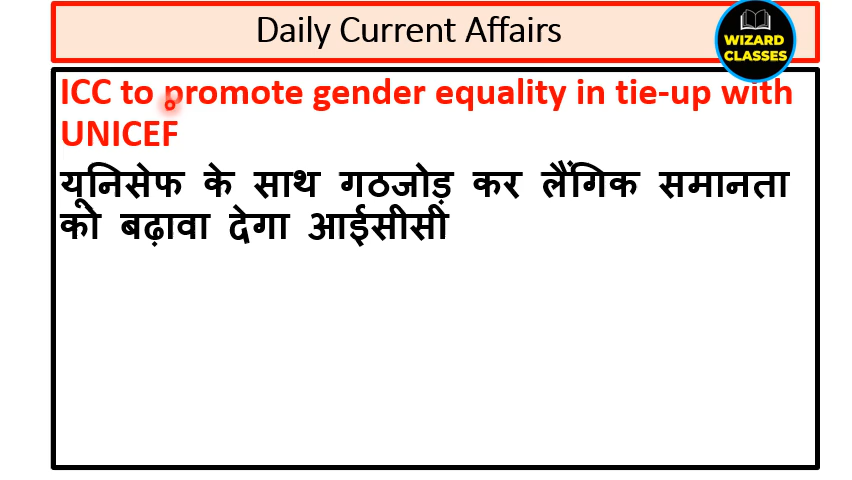 Daily Current Affairs
WIZARD
CLASSES
ICC to promote gender equality in tie-up with
UNICEF
यूनिसेफ के साथ गठजोड़ कर लैंगिक समानता
को बढ़ावा देगा आईसीसी